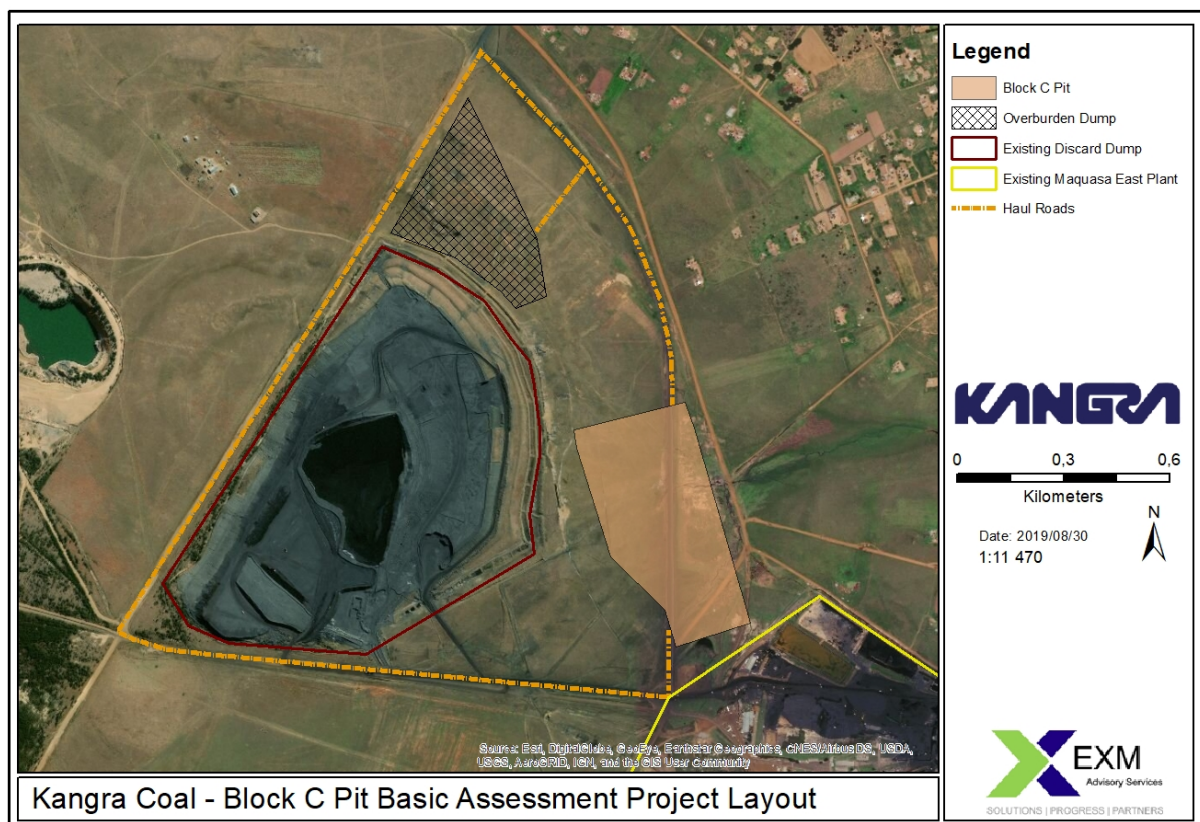 Legend
Block C Pit
Overburden Dump
Existing Discard Dump
Existing Maquasa East Plant
Haul Roads
KANGRA
0 0,3 0,6
Kilometers
N
Date: 2019/08/30
1:11 470
EXM
Advisory Services
SOLUTIONS | PROGRESS | PARTNERS
Source: Esri, DigitalGlobe, GeoEye, Earthstar Geographics, CNES/Airbus DS, USDA,
USGS, AeroGRID, IGN, and the GIS User Community
Kangra Coal - Block C Pit Basic Assessment Project Layout